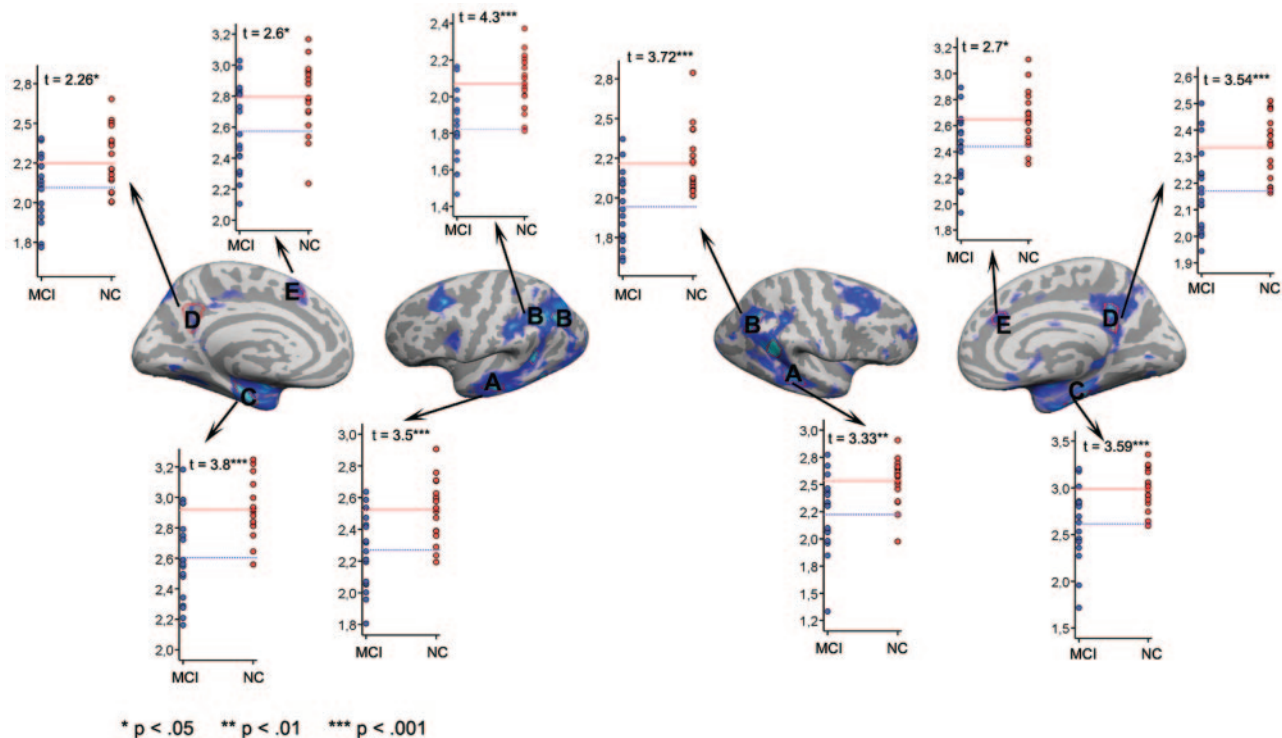 t = 2.26*
2,8
2,5
2,2
2,0
1,8
MCI NC
t = 2.6*
3,2
3,0
2,8
2,6
2,4
2,2
2,0
MCI NC
t = 4.3***
2,4
2,2
2,0
1,8
1,6
1,4
MCI NC
t = 3.72***
2,8
2,5
2,2
2,0
1,8
MCI NC
t = 2.7*
3,2
3,0
2,8
2,6
2,4
2,2
2,0
1,8
MCI NC
t = 3.54***
2,6
2,5
2,4
2,3
2,2
2,1
2,0
1,9
MCI NC
D E C
B B A
B A
E D C
t = 3.8***
3,2
3,0
2,8
2,6
2,4
2,2
2,0
MCI NC
t = 3.5***
3,0
2,8
2,6
2,4
2,2
2,0
1,8
MCI NC
t = 3.33**
3,0
2,8
2,5
2,2
2,0
1,8
1,5
1,2
MCI NC
t = 3.59***
3,5
3,0
2,5
2,0
1,5
MCI NC
* p < .05 ** p < .01 *** p < .001